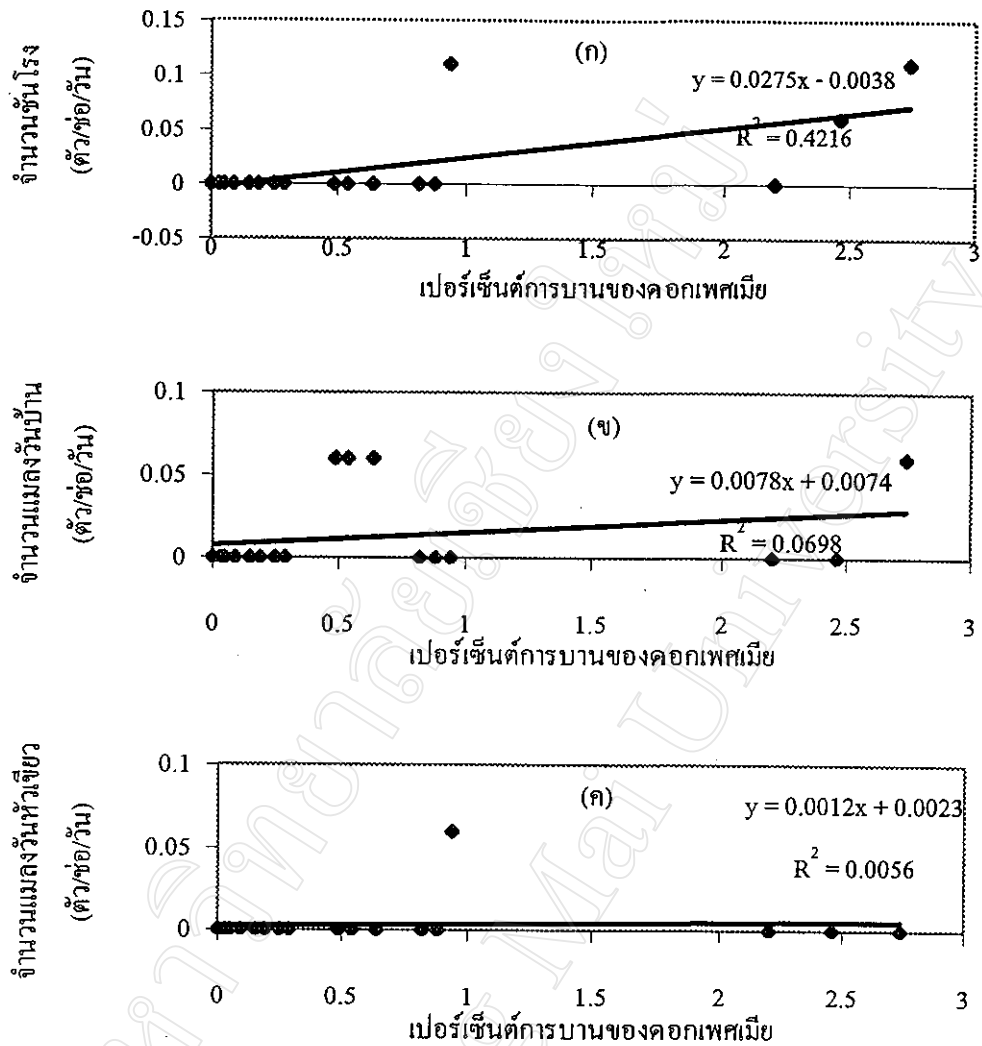 จำนวนชันโรง
(ตัว/ช่อ/วัน)
0.15
0.1
0.05
0
-0.05
(ก)
y = 0.0275x - 0.0038
R² = 0.4216
0 0.5 1 1.5 2 2.5 3
เปอร์เซ็นต์การบานของดอกเพศเมีย
จำนวนแมลงวันบ้าน
(ตัว/ช่อ/วัน)
0.1
0.05
0
(ข)
y = 0.0078x + 0.0074
R² = 0.0698
0 0.5 1 1.5 2 2.5 3
เปอร์เซ็นต์การบานของดอกเพศเมีย
จำนวนแมลงวันหัวเขียว
(ตัว/ช่อ/วัน)
0.1
0.05
0
(ค)
y = 0.0012x + 0.0023
R² = 0.0056
0 0.5 1 1.5 2 2.5 3
เปอร์เซ็นต์การบานของดอกเพศเมีย
Mai University